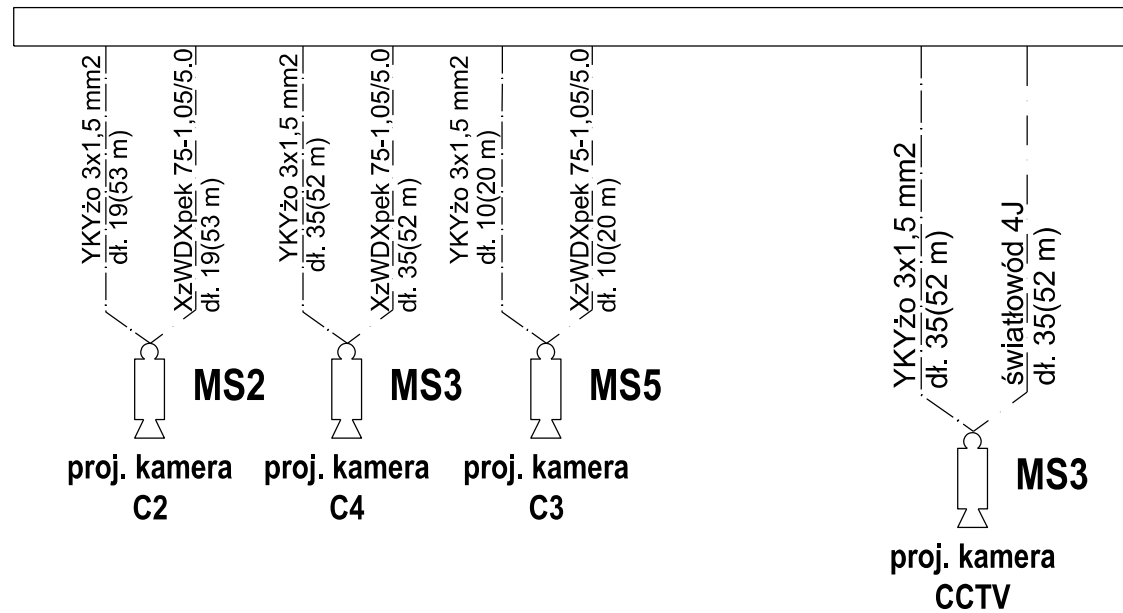 YKYżo 3x1,5 mm2
dł. 19(53 m)
XzWDXpek 75-1,05/5.0
dł. 19(53 m)
MS2
proj. kamera
C2
YKYżo 3x1,5 mm2
dł. 35(52 m)
XzWDXpek 75-1,05/5.0
dł. 35(52 m)
MS3
proj. kamera
C4
YKYżo 3x1,5 mm2
dł. 10(20 m)
XzWDXpek 75-1,05/5.0
dł. 10(20 m)
MS5
proj. kamera
C3
YKYżo 3x1,5 mm2
dł. 35(52 m)
światłowód 4J
dł. 35(52 m)
MS3
proj. kamera
CCTV